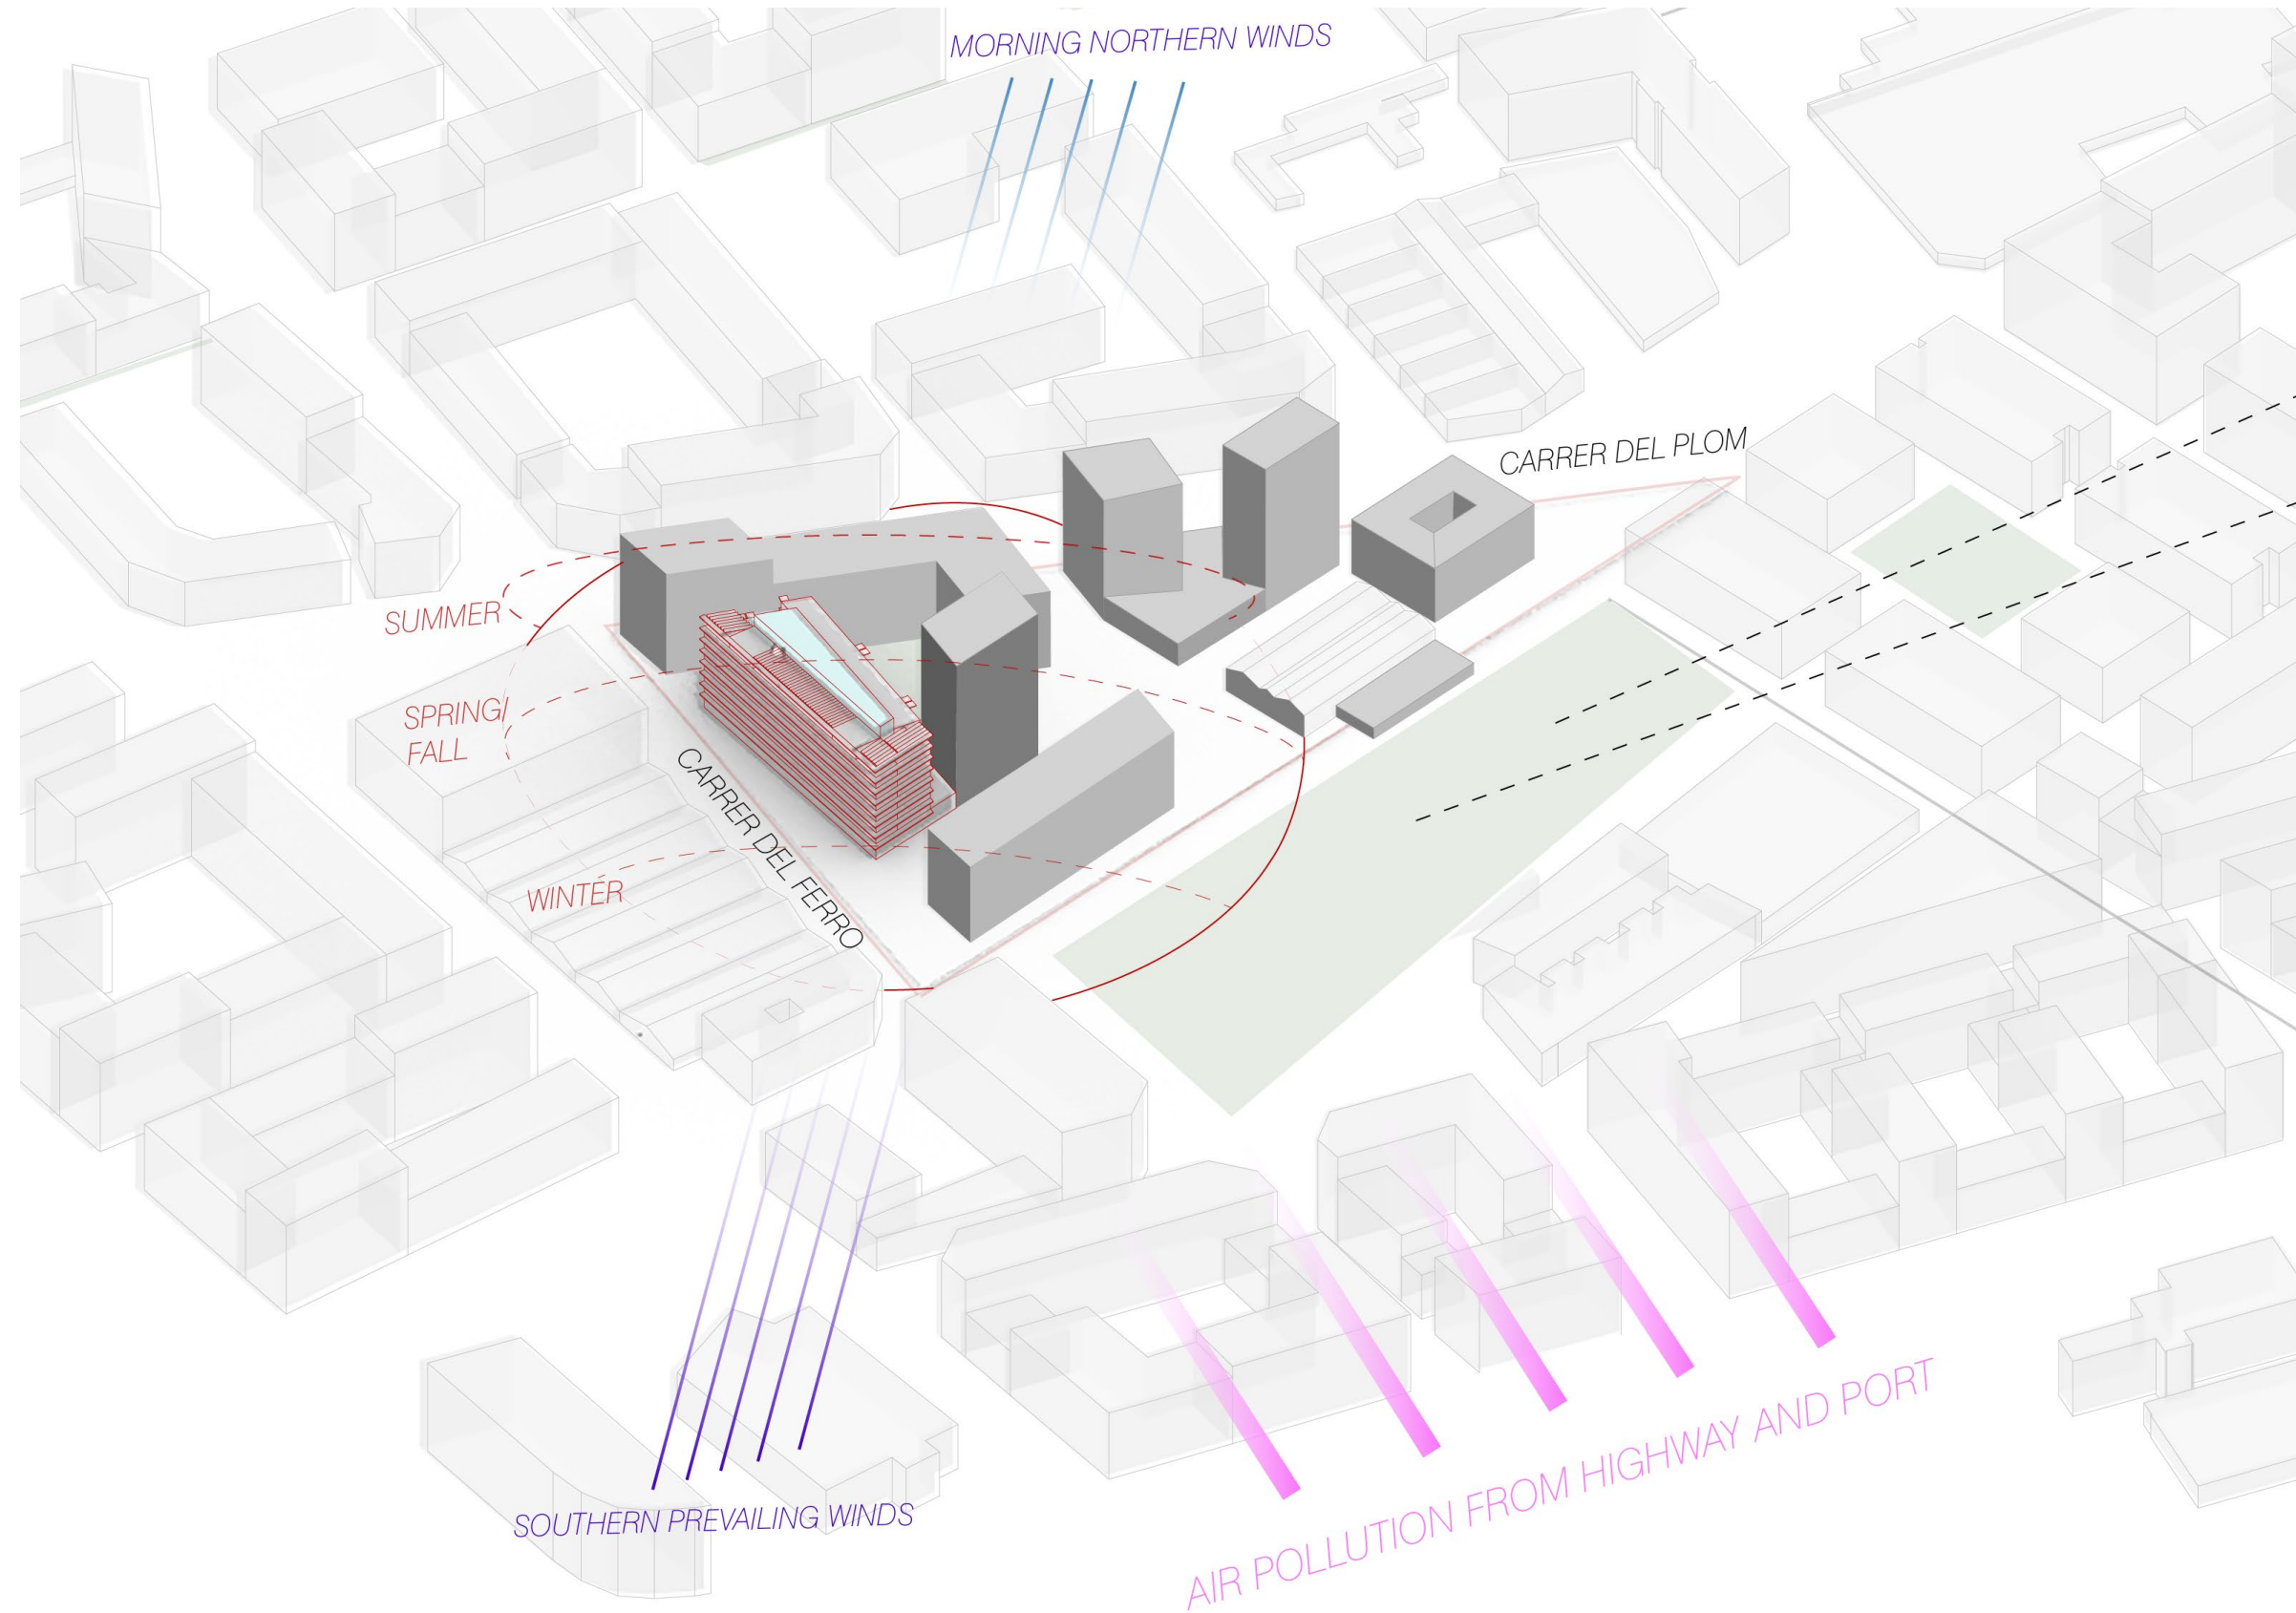 MORNING NORTHERN WINDS
CARRER DEL PLOM
SUMMER
SPRING/
FALL
CARRER DEL FERRO
WINTER
SOUTHERN PREVAILING WINDS
AIR POLLUTION FROM HIGHWAY AND PORT